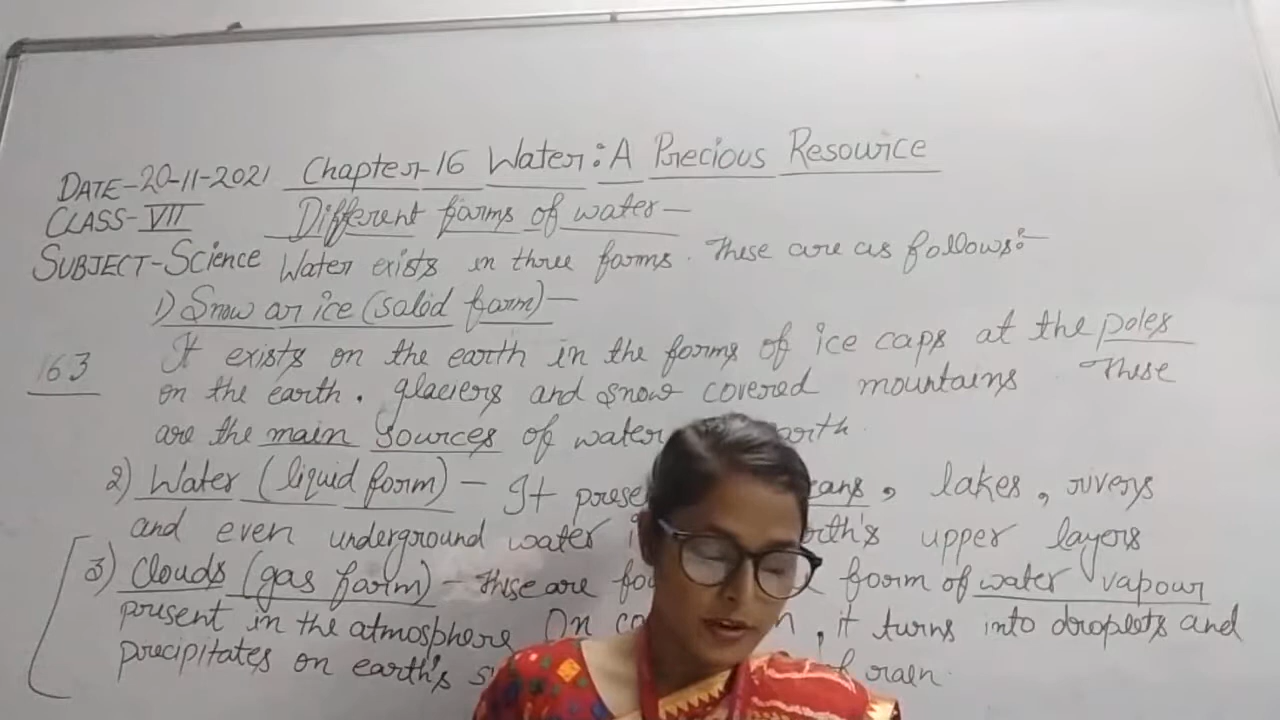 DATE-20-11-2021 Chapter-16 Water: A Precious Resource
CLASS-VII Different forms of water-
SUBJECT-Science Water exists in three forms. These are as follows:-
1) Snow or ice (solid form)-
163 It exists on the earth in the forms of ice caps at the poles
on the earth. glaciers and snow covered mountains These
are the main sources of water
2) Water (liquid form) - It , lakes, rivers
and even underground water upper layers
3) Clouds (gas form) - These are form of water vapour
present in the atmosphere On , it turns into droplets and
precipitates on earth's rain.